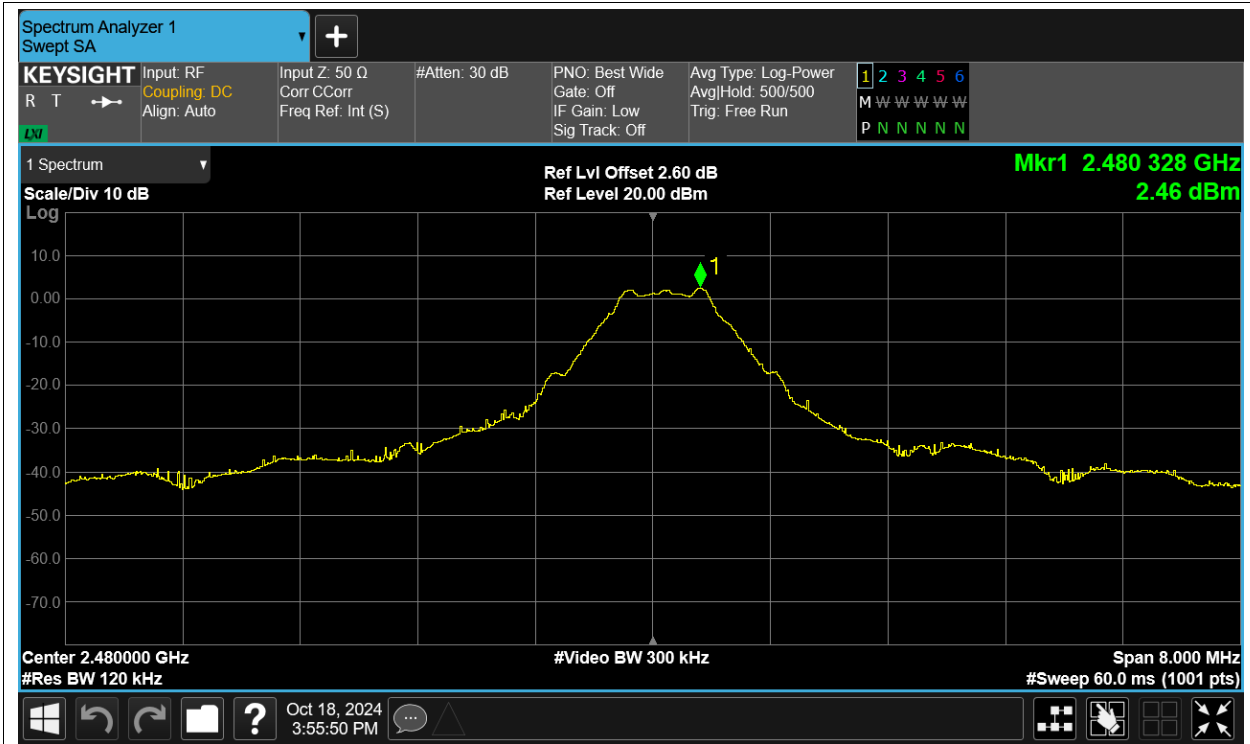 Spectrum Analyzer 1
Swept SA
KEYSIGHT
R T
LXI
Input: RF
Coupling: DC
Align: Auto
Input Z: 50 Ω
Corr CCorr
Freq Ref: Int (S)
#Atten: 30 dB
PNO: Best Wide
Gate: Off
IF Gain: Low
Sig Track: Off
Avg Type: Log-Power
Avg|Hold: 500/500
Trig: Free Run
1 2 3 4 5 6
M W W W W W
P N N N N N
1 Spectrum
Scale/Div 10 dB
Log
Ref Lvl Offset 2.60 dB
Ref Level 20.00 dBm
Mkr1 2.480 328 GHz
2.46 dBm
1
10.0
0.00
-10.0
-20.0
-30.0
-40.0
-50.0
-60.0
-70.0
Center 2.480000 GHz
#Res BW 120 kHz
#Video BW 300 kHz
Span 8.000 MHz
#Sweep 60.0 ms (1001 pts)
?
Oct 18, 2024
3:55:50 PM